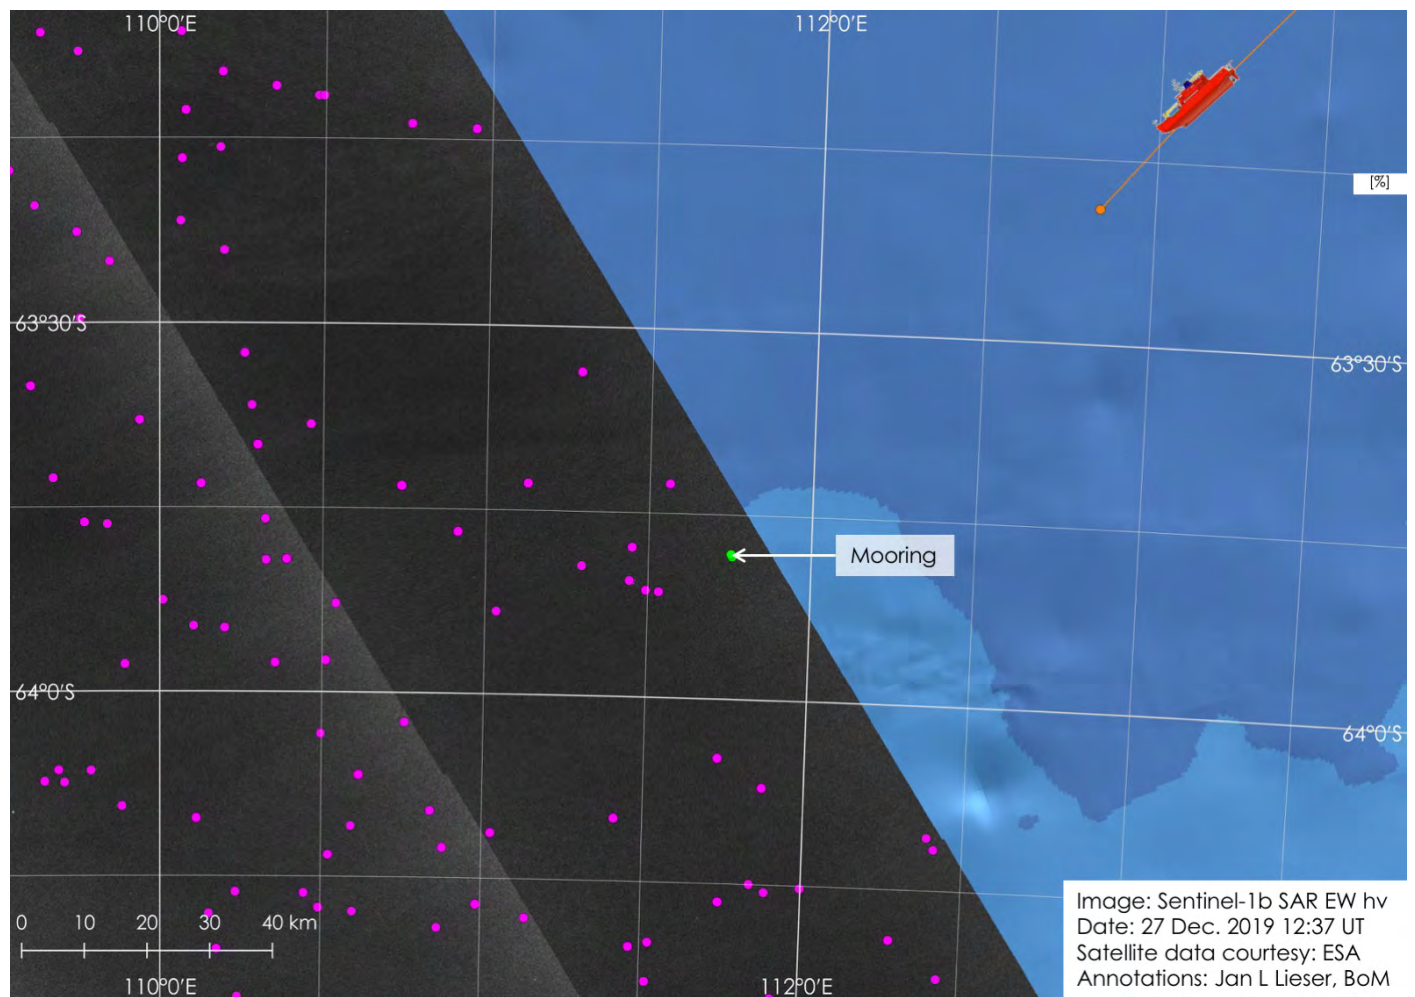 110°0'E
112°0'E
[%]
63°30'S
63°30'S
Mooring
64°0'S
64°0'S
0 10 20 30 40 km
110°0'E
112°0'E
Image: Sentinel-1b SAR EW hv
Date: 27 Dec. 2019 12:37 UT
Satellite data courtesy: ESA
Annotations: Jan L Lieser, BoM